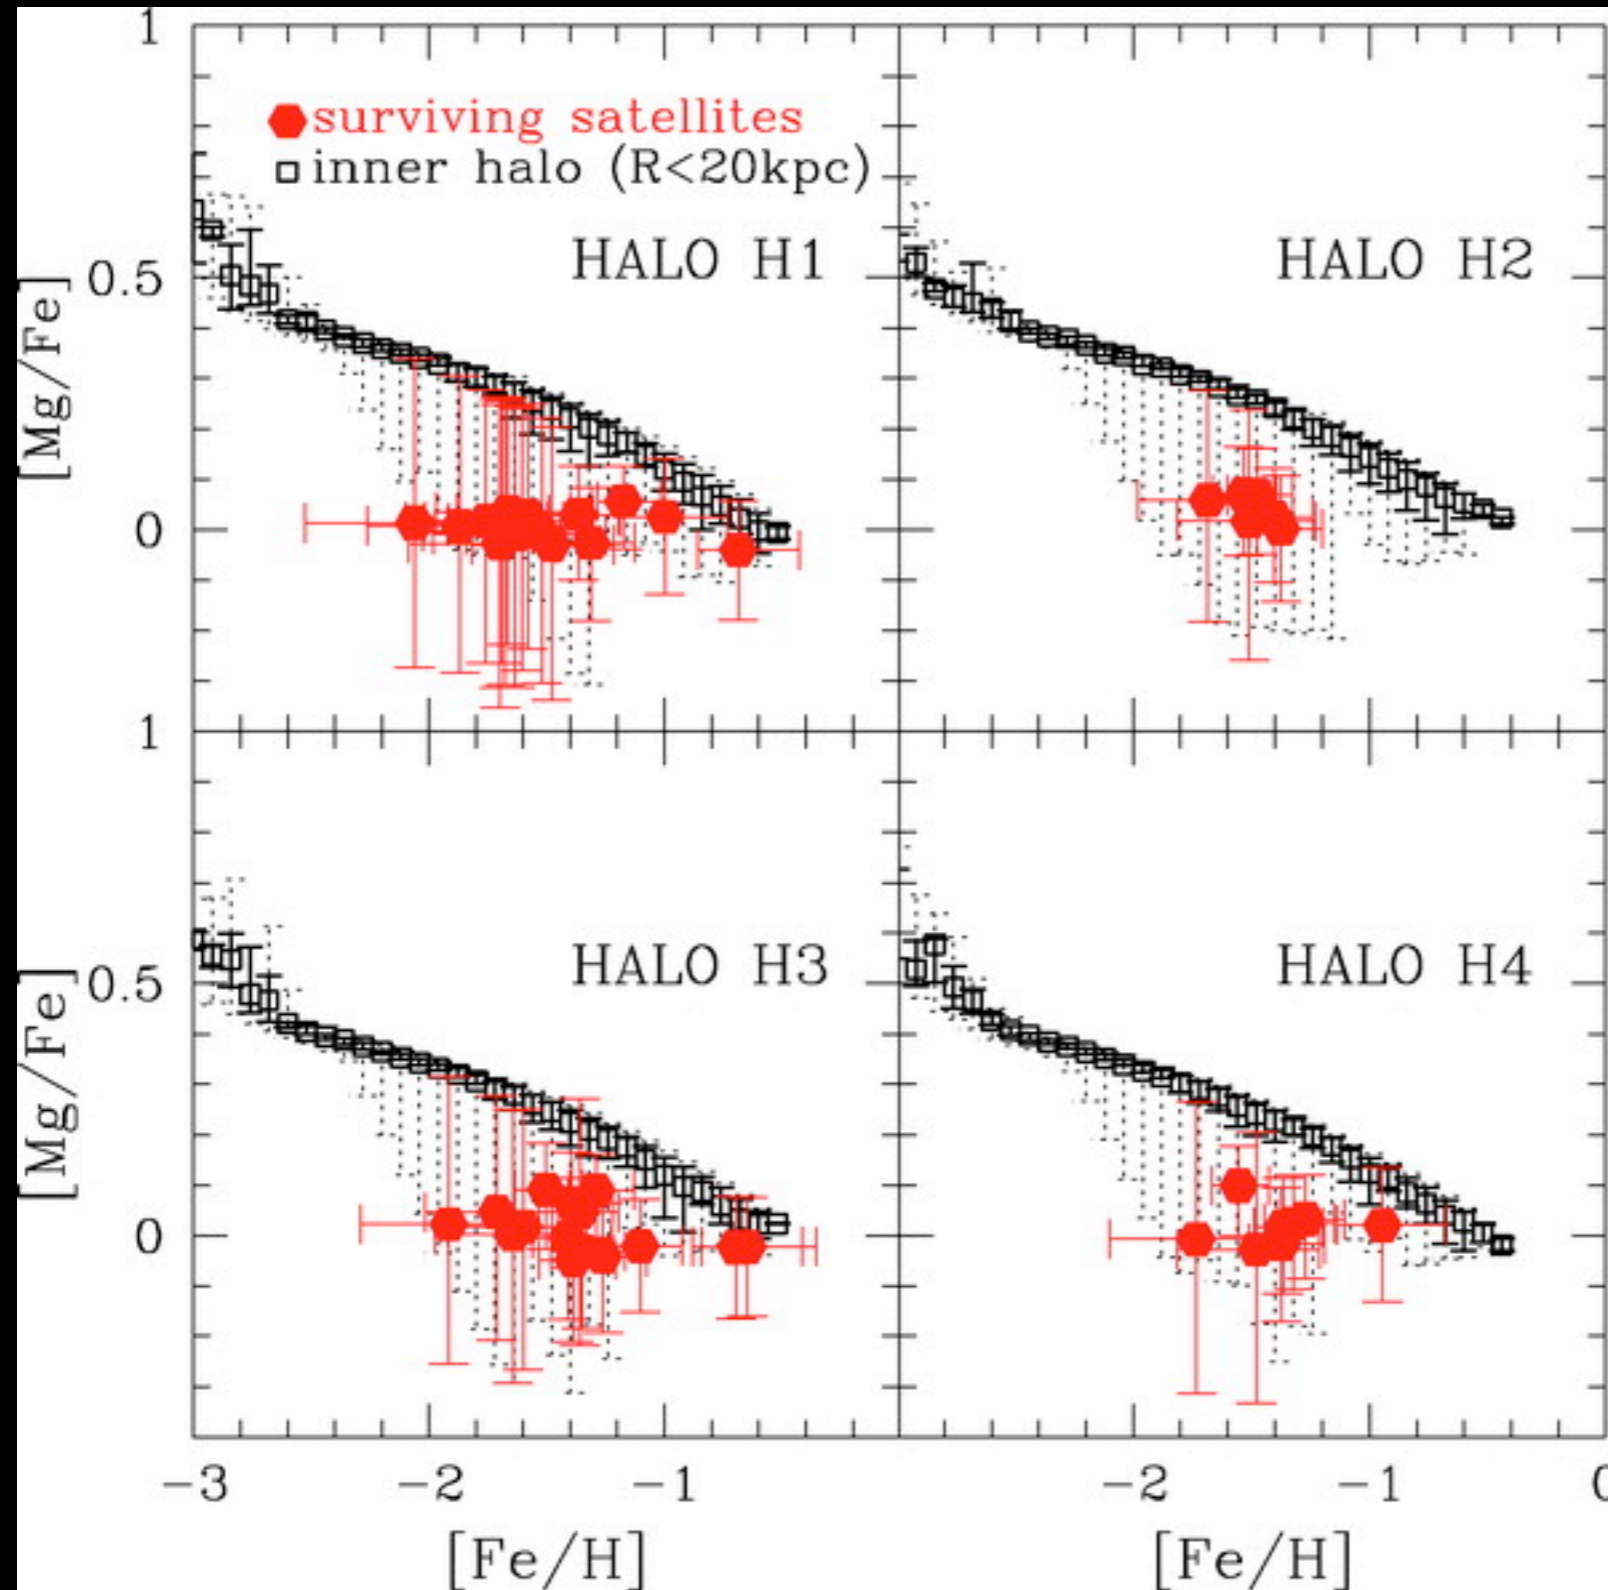 1
surviving satellites
inner halo (R<20kpc)
HALO H1
HALO H2
0.5
[Mg/Fe]
0
1
HALO H3
HALO H4
0.5
[Mg/Fe]
0
−3 −2 −1 −2 −1 0
[Fe/H] [Fe/H]